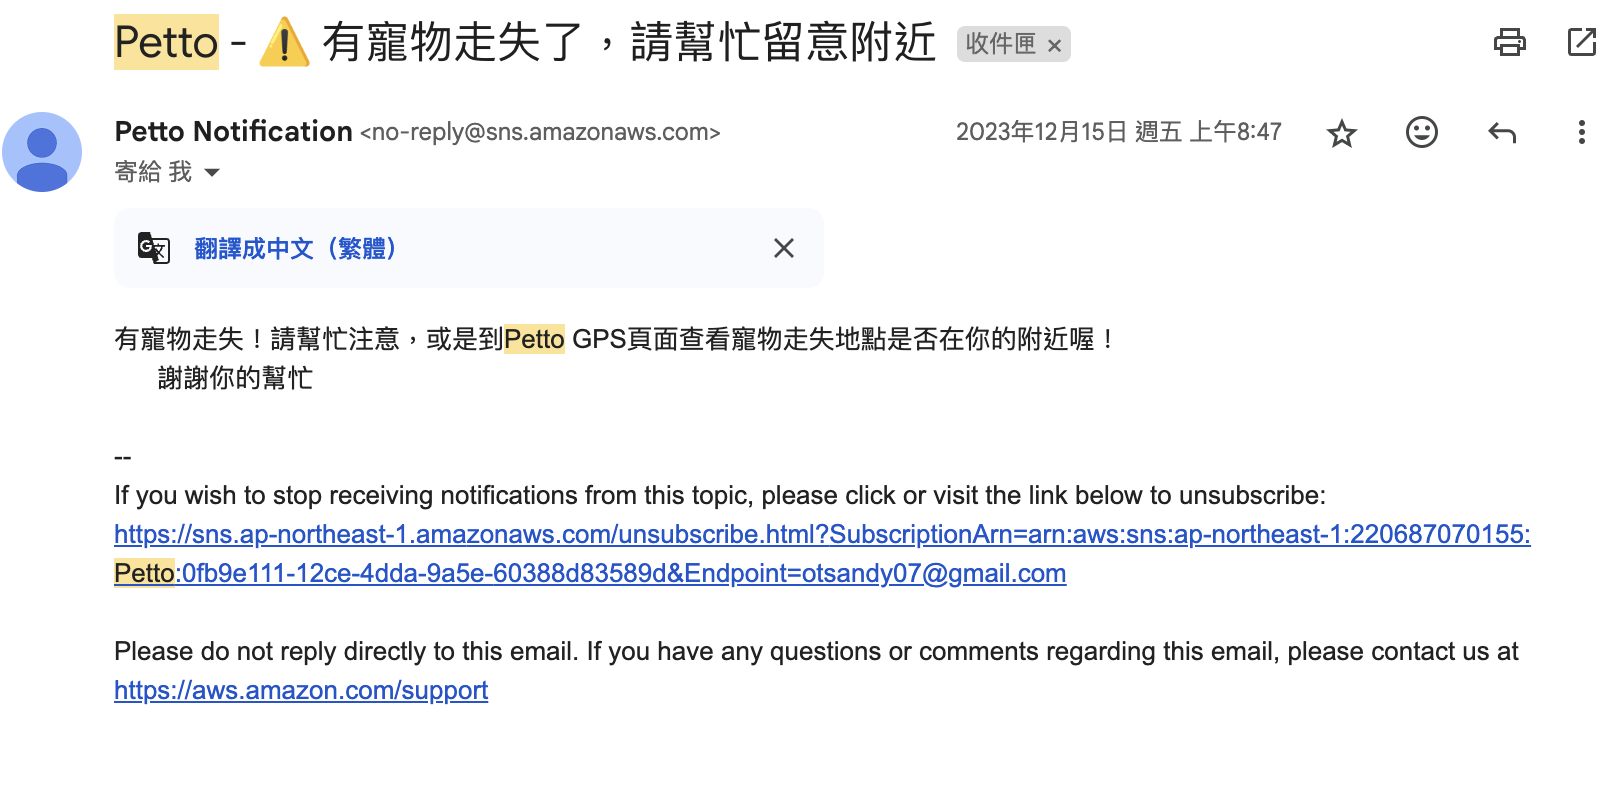 Petto - ⚠️ 有寵物走失了，請幫忙留意附近 收件匣 ×
Petto Notification <no-reply@sns.amazonaws.com> 2023年12月15日 週五 上午8:47
寄給 我
翻譯成中文（繁體）
有寵物走失！請幫忙注意，或是到Petto GPS頁面查看寵物走失地點是否在你的附近喔！
謝謝你的幫忙
--
If you wish to stop receiving notifications from this topic, please click or visit the link below to unsubscribe:
https://sns.ap-northeast-1.amazonaws.com/unsubscribe.html?SubscriptionArn=arn:aws:sns:ap-northeast-1:220687070155:
Petto:0fb9e111-12ce-4dda-9a5e-60388d83589d&Endpoint=otsandy07@gmail.com
Please do not reply directly to this email. If you have any questions or comments regarding this email, please contact us at
https://aws.amazon.com/support